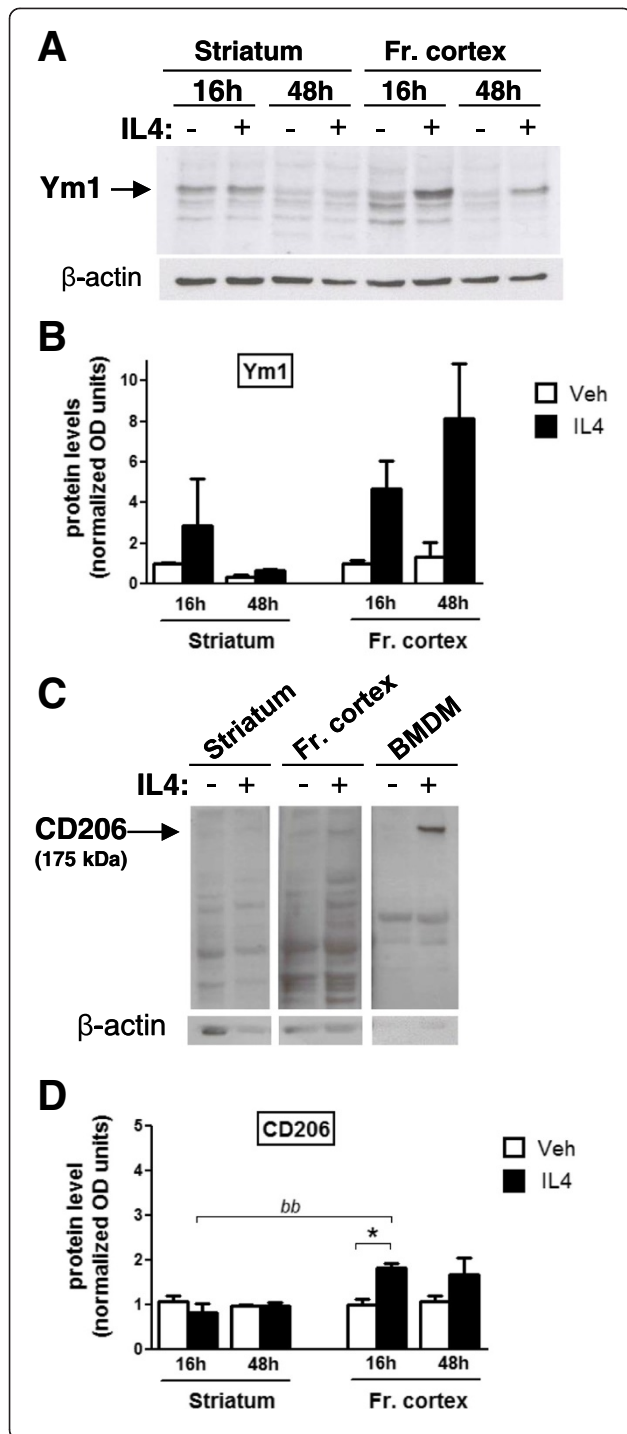 A
Striatum Fr. cortex
16h 48h 16h 48h
IL4: - + - + - + - +
Ym1
β-actin
B
Ym1
protein levels
(normalized OD units)
10
8
6
4
2
0
Veh
IL4
16h 48h 16h 48h
Striatum Fr. cortex
C
Striatum Fr. cortex BMDM
IL4: - + - + - +
CD206
(175 kDa)
β-actin
D
CD206
protein level
(normalized OD units)
5
4
3
2
1
0
bb
*
Veh
IL4
16h 48h 16h 48h
Striatum Fr. cortex